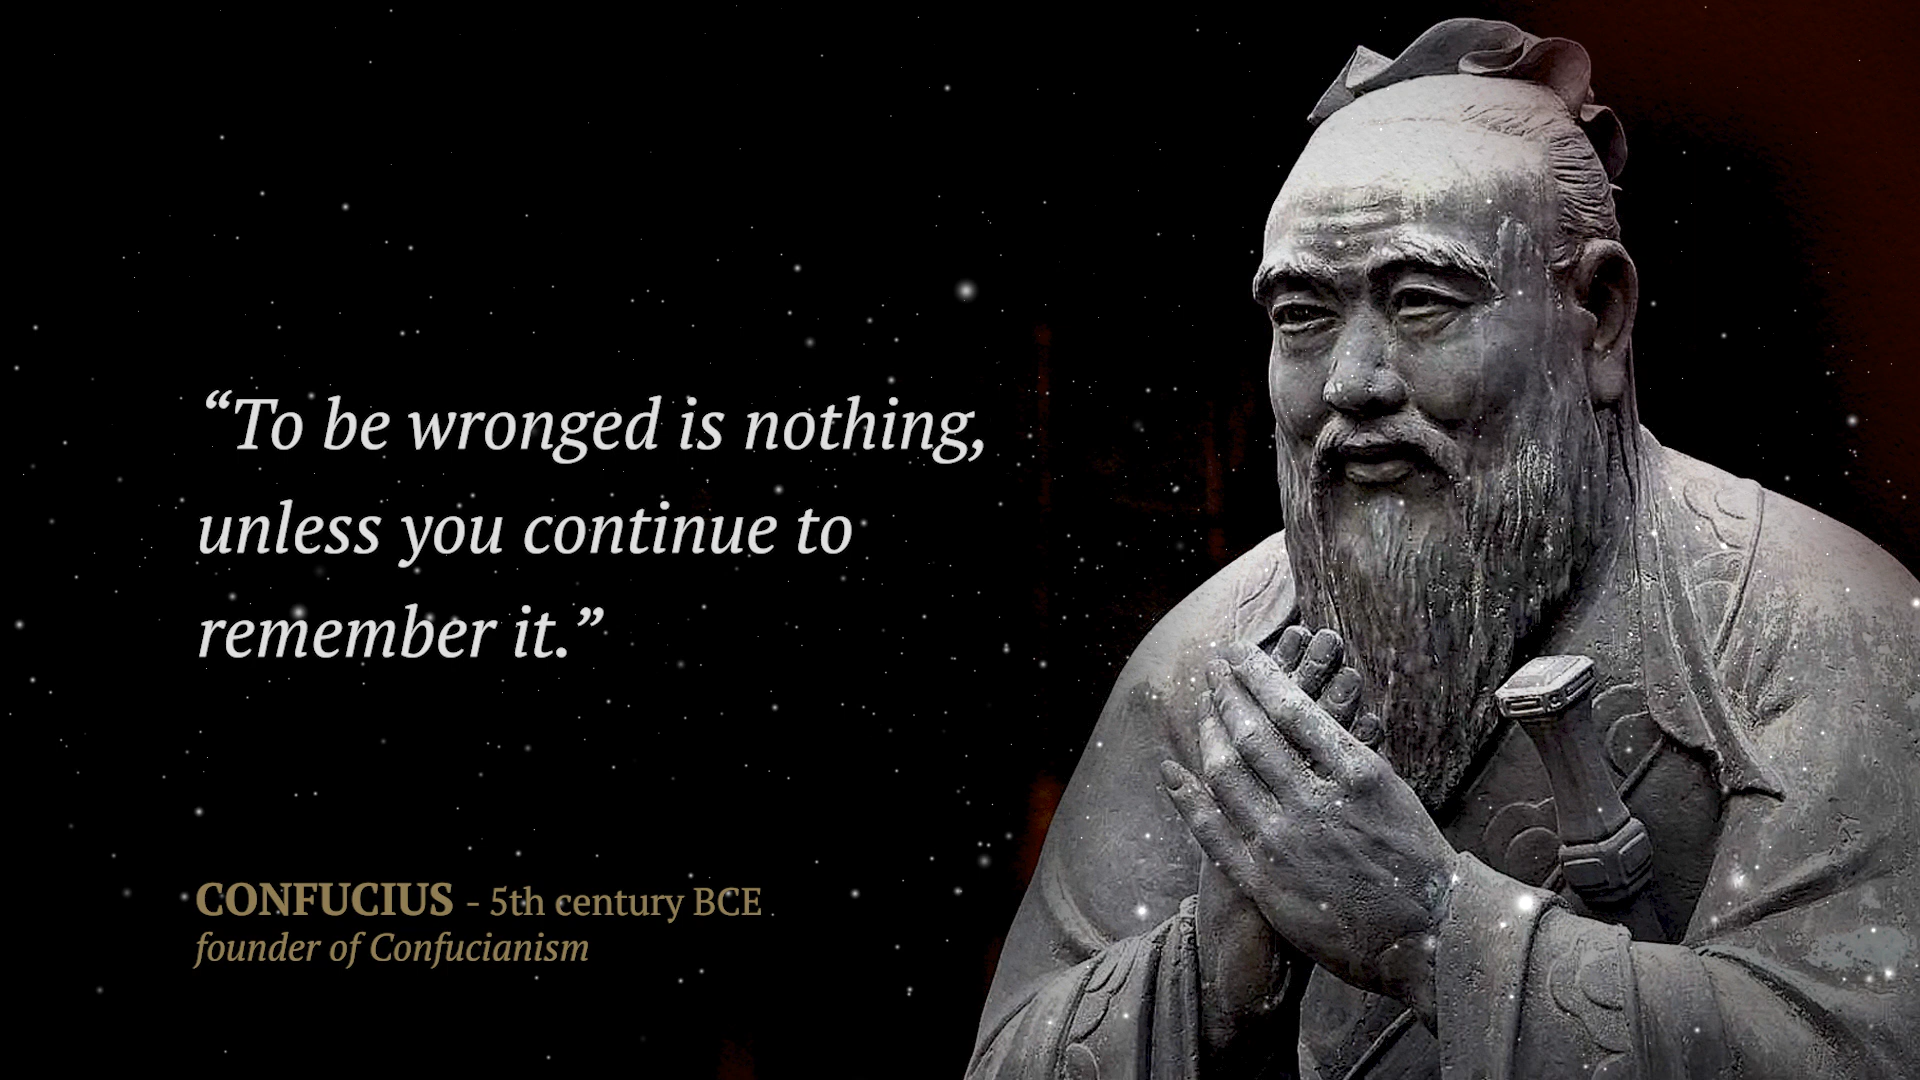 “To be wronged is nothing,
unless you continue to
remember it.”
CONFUCIUS - 5th century BCE
founder of Confucianism